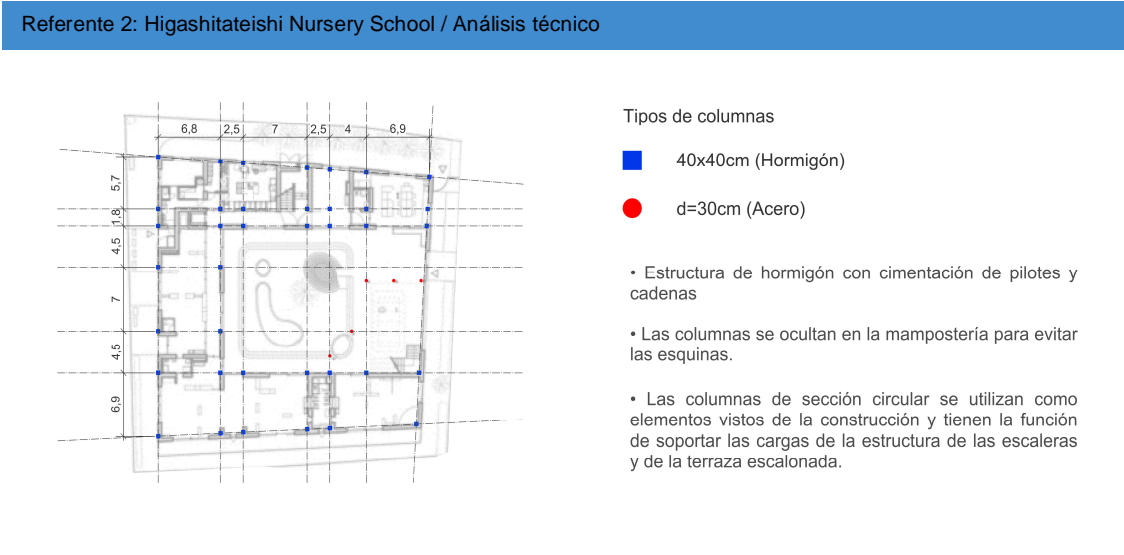 Referente 2: Higashitateishi Nursery School / Análisis técnico
6,8 2,5 7 2,5 4 6,9
5,7
1,8
4,5
7
4,5
6,9
Tipos de columnas
40x40cm (Hormigón)
d=30cm (Acero)
• Estructura de hormigón con cimentación de pilotes y
cadenas
• Las columnas se ocultan en la mampostería para evitar
las esquinas.
• Las columnas de sección circular se utilizan como
elementos vistos de la construcción y tienen la función
de soportar las cargas de la estructura de las escaleras
y de la terraza escalonada.